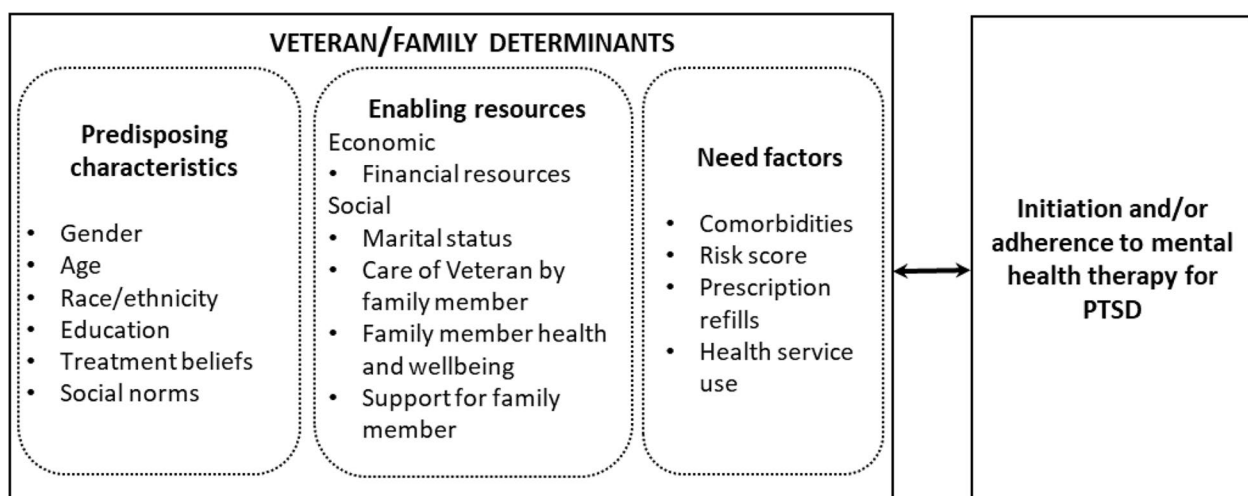 VETERAN/FAMILY DETERMINANTS
Predisposing
characteristics
• Gender
• Age
• Race/ethnicity
• Education
• Treatment beliefs
• Social norms
Enabling resources
Economic
• Financial resources
Social
• Marital status
• Care of Veteran by
family member
• Family member health
and wellbeing
• Support for family
member
Need factors
• Comorbidities
• Risk score
• Prescription
refills
• Health service
use
Initiation and/or
adherence to mental
health therapy for
PTSD